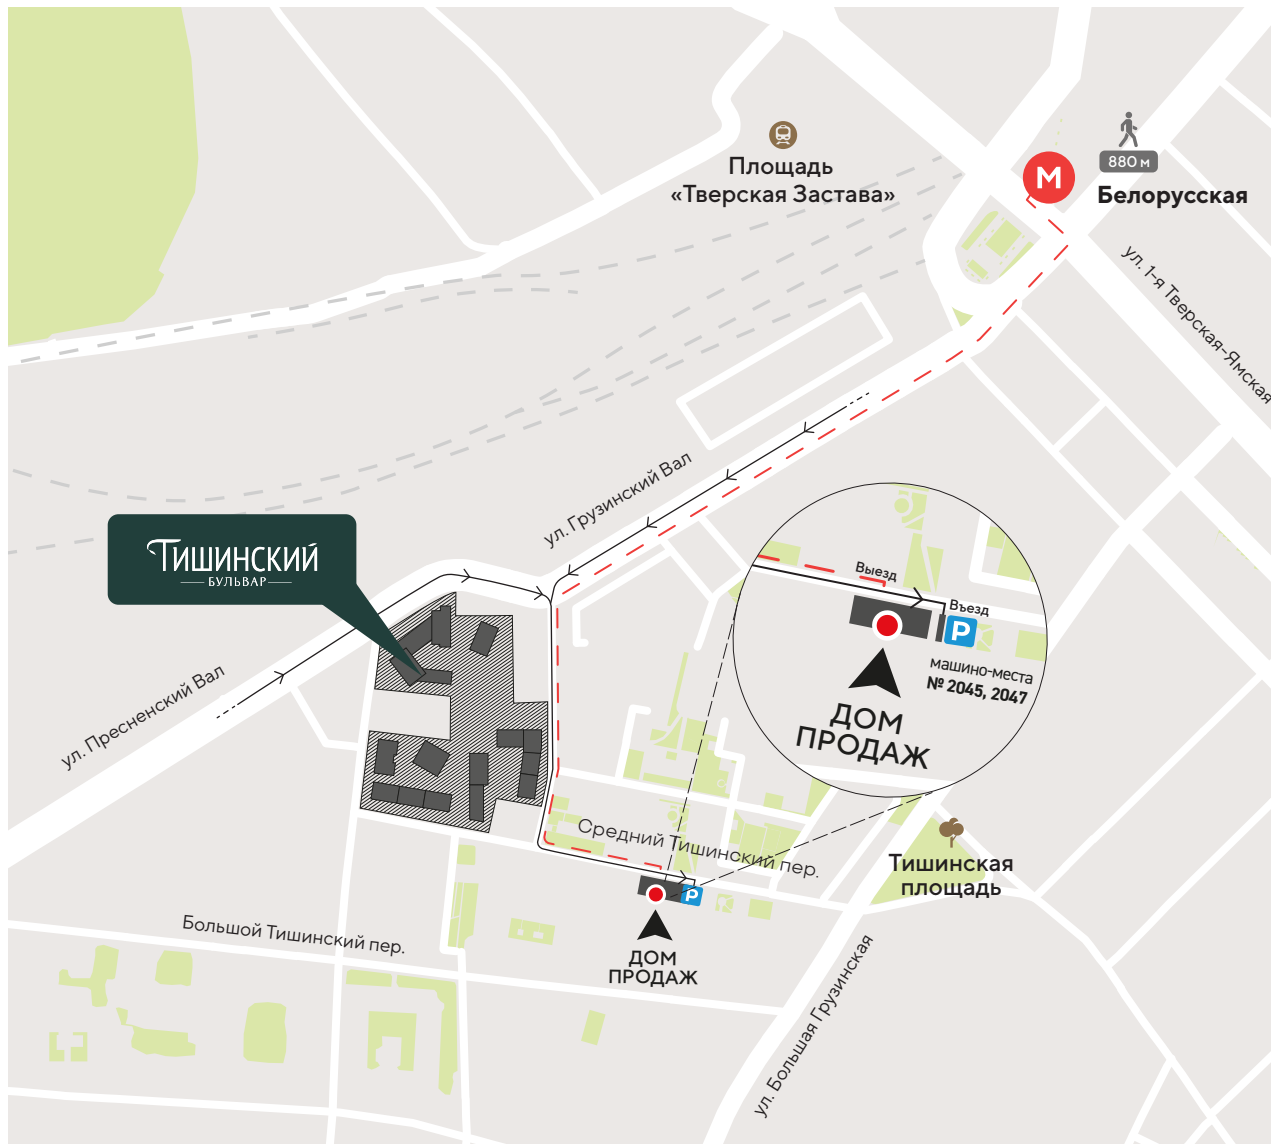 880 м
М
Белорусская
Площадь
«Тверская Застава»
ул. 1-я Тверская-Ямская
ул. Грузинский Вал
Тишинский
БУЛЬВАР
ул. Пресненский Вал
Выезд
Въезд
P
машино-места
№ 2045, 2047
ДОМ
ПРОДАЖ
Средний Тишинский пер.
Тишинская
площадь
P
ДОМ
ПРОДАЖ
Большой Тишинский пер.
ул. Большая Грузинская